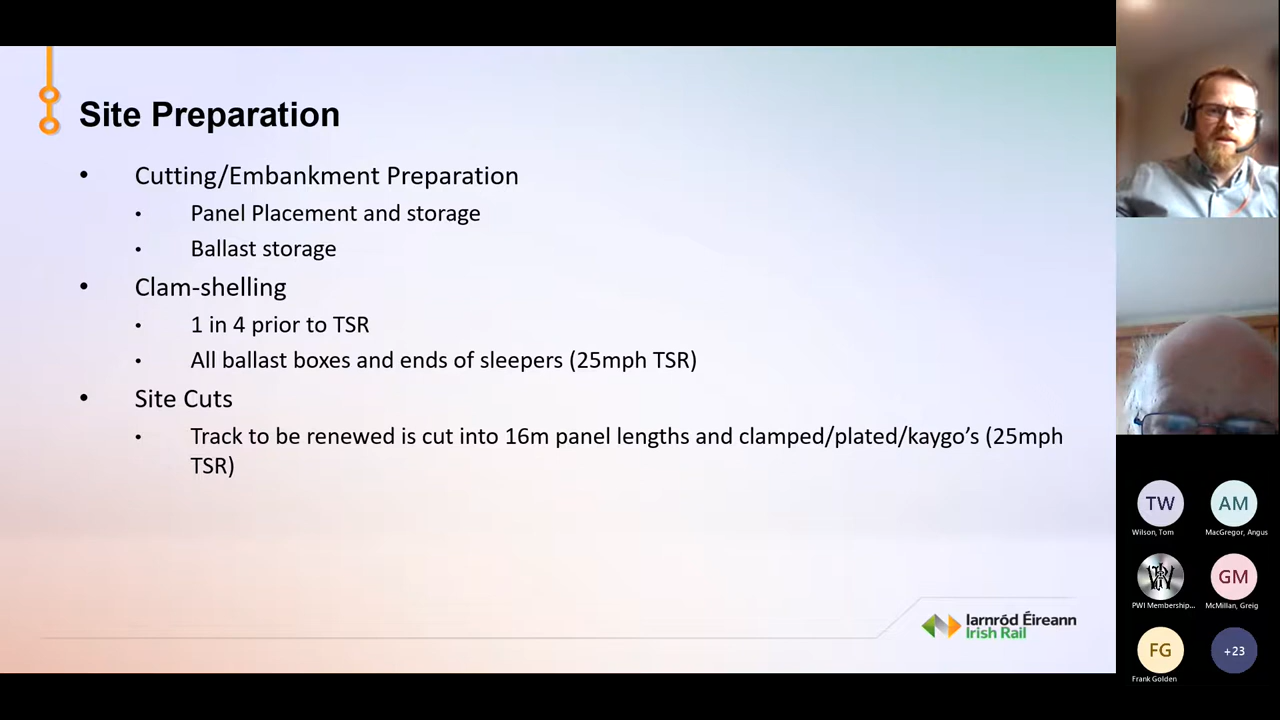 Site Preparation
• Cutting/Embankment Preparation
• Panel Placement and storage
• Ballast storage
• Clam-shelling
• 1 in 4 prior to TSR
• All ballast boxes and ends of sleepers (25mph TSR)
• Site Cuts
• Track to be renewed is cut into 16m panel lengths and clamped/plated/kaygo’s (25mph
TSR)
Iarnród Éireann
Irish Rail
TW
AM
Wilson, Tom
MacGregor, Angus
GM
PWI Membership...
McMillan, Greig
FG
+23
Frank Golden